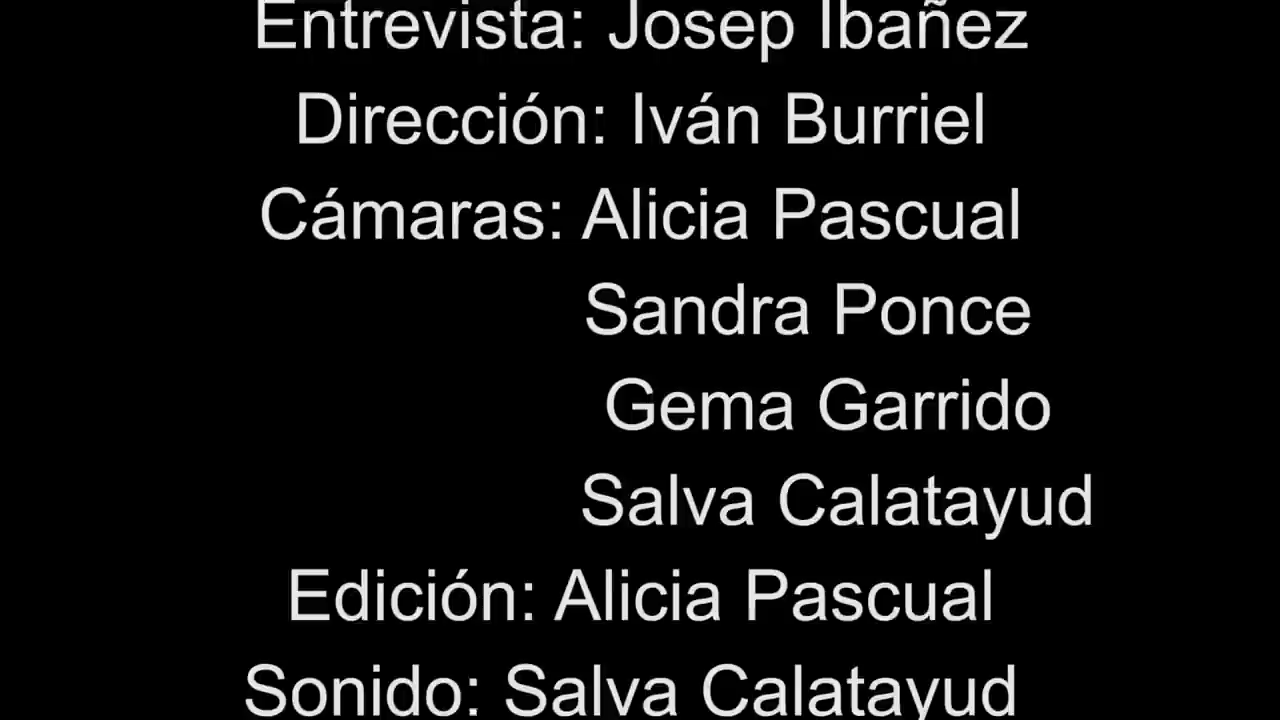 Entrevista: Josep Ibañez
Dirección: Iván Burriel
Cámaras: Alicia Pascual
Sandra Ponce
Gema Garrido
Salva Calatayud
Edición: Alicia Pascual
Sonido: Salva Calatayud